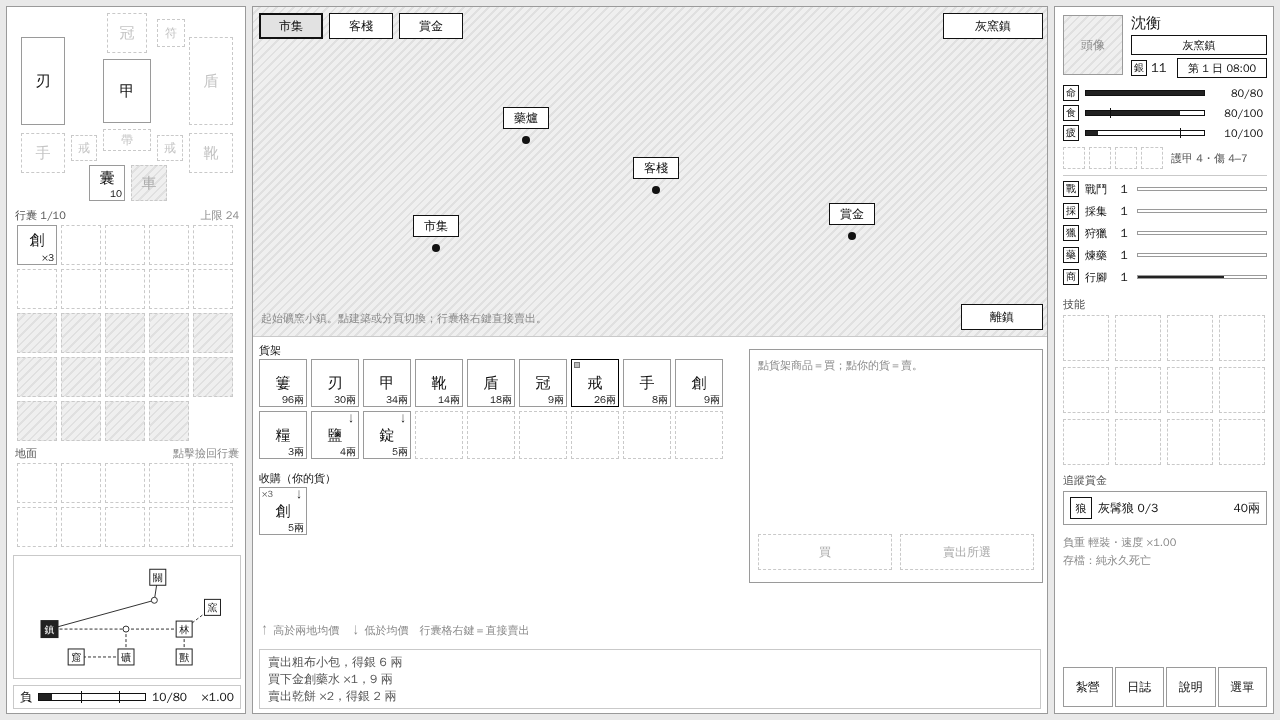 冠
符
刃
甲
盾
手
戒
帶
戒
靴
囊
10
車
行囊 1/10
上限 24
創
×3
地面
點擊撿回行囊
關
窯
鎮
林
窟
礦
獸
負
10/80
×1.00
市集
客棧
賞金
灰窯鎮
藥爐
客棧
市集
賞金
起始礦窯小鎮。點建築或分頁切換；行囊格右鍵直接賣出。
離鎮
貨架
簍
96兩
刃
30兩
甲
34兩
靴
14兩
盾
18兩
冠
9兩
戒
26兩
手
8兩
創
9兩
糧
3兩
↓
鹽
4兩
↓
錠
5兩
收購（你的貨）
×3
↓
創
5兩
點貨架商品＝買；點你的貨＝賣。
買
賣出所選
↑ 高於兩地均價 ↓ 低於均價 行囊格右鍵＝直接賣出
賣出粗布小包，得銀 6 兩
買下金創藥水 ×1，9 兩
賣出乾餅 ×2，得銀 2 兩
頭像
沈衡
灰窯鎮
銀 11
第 1 日 08:00
命 80/80
食 80/100
疲 10/100
護甲 4・傷 4–7
戰 戰鬥 1
採 採集 1
獵 狩獵 1
藥 煉藥 1
商 行腳 1
技能
追蹤賞金
狼 灰髯狼 0/3 40兩
負重 輕裝・速度 ×1.00
存檔：純永久死亡
紮營
日誌
說明
選單